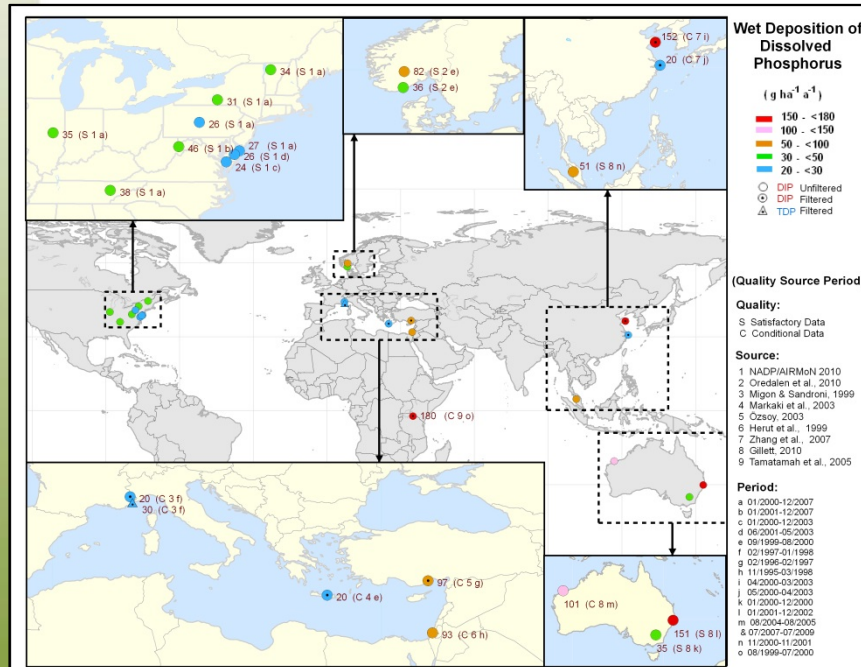 34 (S 1 a)
31 (S 1 a)
26 (S 1 a)
35 (S 1 a)
46 (S 1 b)
27 (S 1 a)
26 (S 1 d)
24 (S 1 c)
38 (S 1 a)
82 (S 2 e)
36 (S 2 e)
152 (C 7 i)
20 (C 7 j)
51 (S 8 n)
180 (C 9 o)
20 (C 3 f)
30 (C 3 f)
97 (C 5 g)
20 (C 4 e)
93 (C 6 h)
101 (C 8 m)
151 (S 8 l)
35 (S 8 k)
Wet Deposition of
Dissolved
Phosphorus
( g ha-1 a-1 )
150 - <180
100 - <150
50 - <100
30 - <50
20 - <30
DIP Unfiltered
DIP Filtered
TDP Filtered
(Quality Source Period
Quality:
S Satisfactory Data
C Conditional Data
Source:
1 NADP/AIRMoN 2010
2 Oredalen et al., 2010
3 Migon & Sandroni, 1999
4 Markaki et al., 2003
5 Özsoy, 2003
6 Herut et al., 1999
7 Zhang et al., 2007
8 Gillett, 2010
9 Tamatamah et al., 2005
Period:
a 01/2000-12/2007
b 01/2001-12/2007
c 01/2000-12/2003
d 06/2001-05/2003
e 09/1999-08/2000
f 02/1997-01/1998
g 02/1996-02/1997
h 11/1995-03/1998
i 04/2000-03/2003
j 05/2000-04/2003
k 01/2000-12/2000
l 01/2001-12/2002
m 08/2004-08/2005
& 07/2007-07/2009
n 11/2000-11/2001
o 08/1999-07/2000